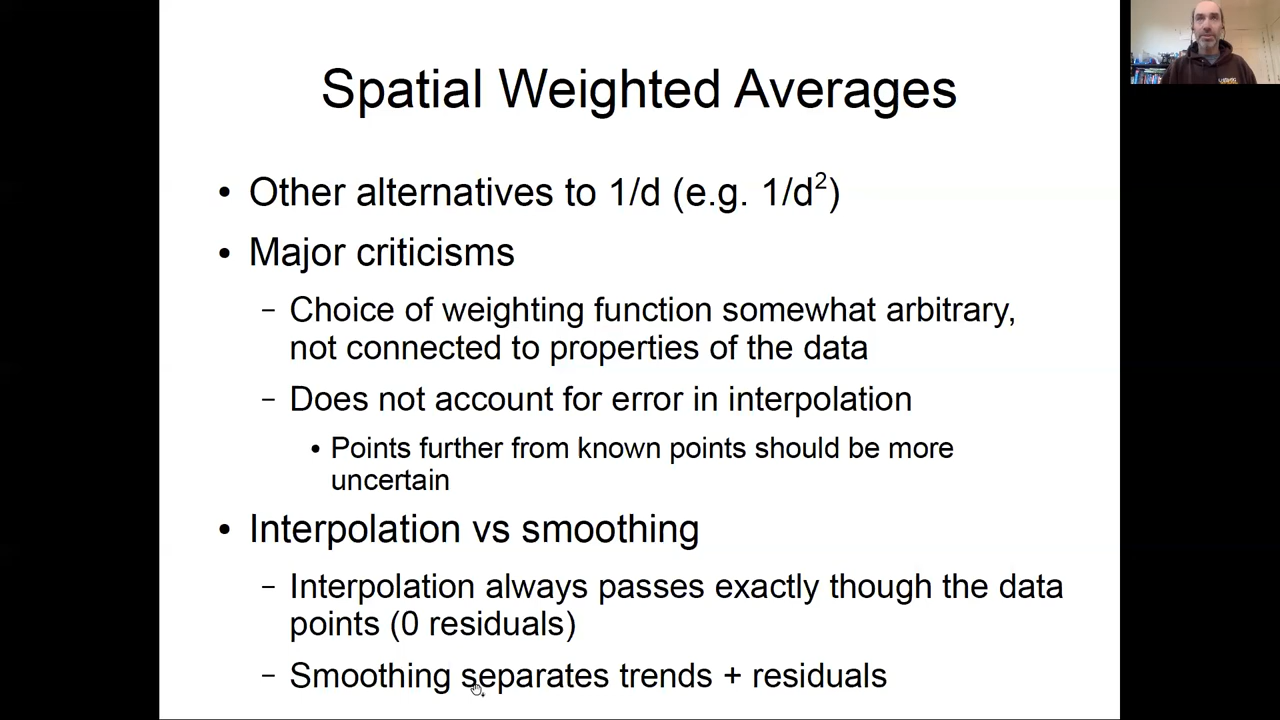 Spatial Weighted Averages
• Other alternatives to 1/d (e.g. 1/d²)
• Major criticisms
– Choice of weighting function somewhat arbitrary,
not connected to properties of the data
– Does not account for error in interpolation
• Points further from known points should be more
uncertain
• Interpolation vs smoothing
– Interpolation always passes exactly though the data
points (0 residuals)
– Smoothing separates trends + residuals